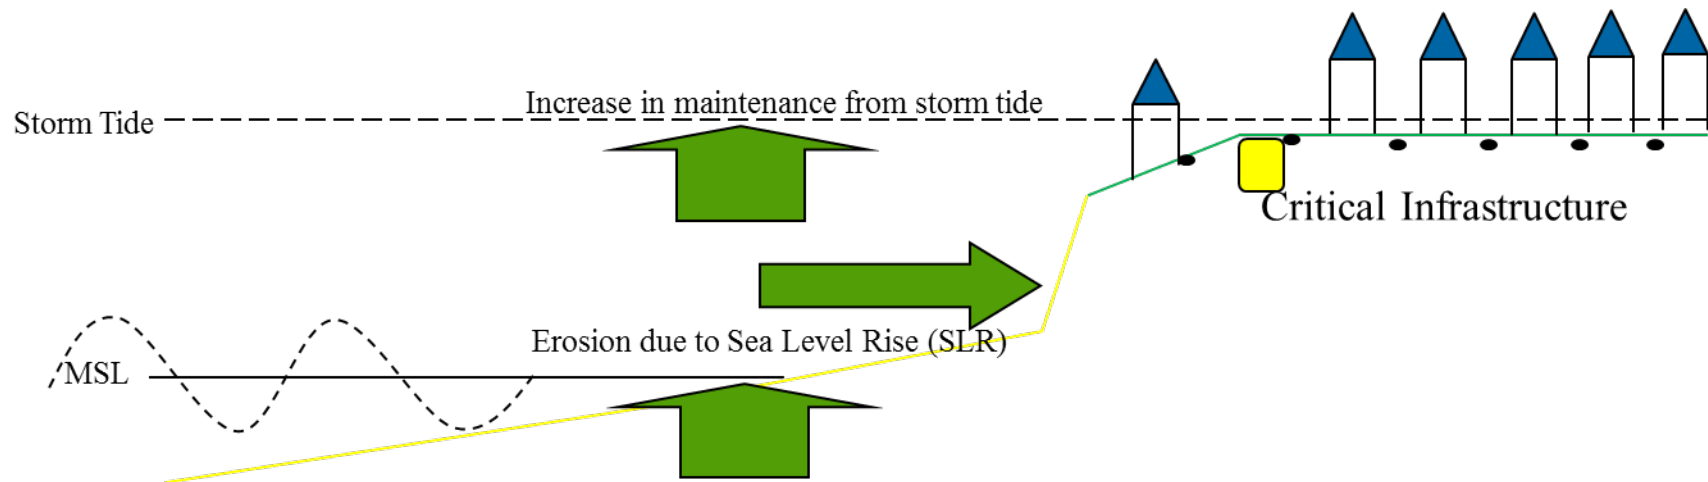 Increase in maintenance from storm tide
Storm Tide
Critical Infrastructure
Erosion due to Sea Level Rise (SLR)
MSL